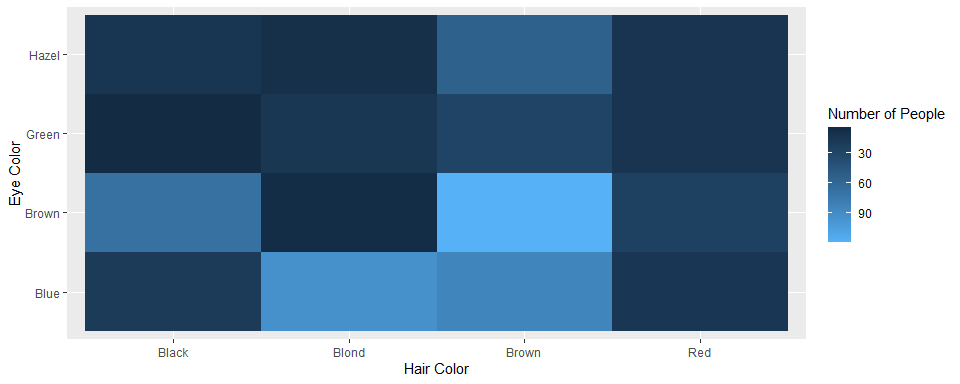 Eye Color
Hazel
Green
Brown
Blue
Black Blond Brown Red
Hair Color
Number of People
30
60
90